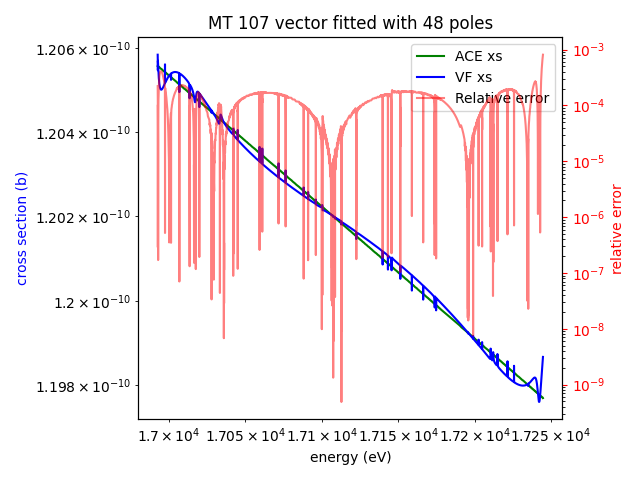 MT 107 vector fitted with 48 poles
ACE xs
VF xs
Relative error
1.206 × 10⁻¹⁰
1.204 × 10⁻¹⁰
1.202 × 10⁻¹⁰
1.2 × 10⁻¹⁰
1.198 × 10⁻¹⁰
cross section (b)
10⁻³
10⁻⁴
10⁻⁵
10⁻⁶
10⁻⁷
10⁻⁸
10⁻⁹
relative error
1.7 × 10⁴ 1.705 × 10⁴ 1.71 × 10⁴ 1.715 × 10⁴ 1.72 × 10⁴ 1.725 × 10⁴
energy (eV)